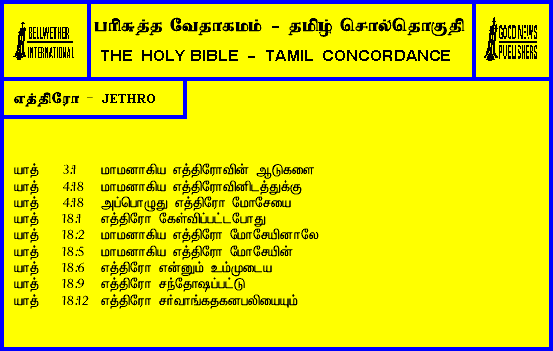 BELLWETHER
INTERNATIONAL
பரிசுத்த வேதாகமம் - தமிழ் சொல்தொகுதி
THE HOLY BIBLE - TAMIL CONCORDANCE
GOOD NEWS
PUBLISHERS
எத்திரோ - JETHRO
யாத் 3:1 மாமனாகிய எத்திரோவின் ஆடுகளை
யாத் 4:18 மாமனாகிய எத்திரோவினிடத்துக்கு
யாத் 4:18 அப்பொழுது எத்திரோ மோசேயை
யாத் 18:1 எத்திரோ கேள்விப்பட்டபோது
யாத் 18:2 மாமனாகிய எத்திரோ மோசேயினாலே
யாத் 18:5 மாமனாகிய எத்திரோ மோசேயின்
யாத் 18:6 எத்திரோ என்னும் உம்முடைய
யாத் 18:9 எத்திரோ சந்தோஷப்பட்டு
யாத் 18:12 எத்திரோ சர்வாங்கதகனபலியையும்